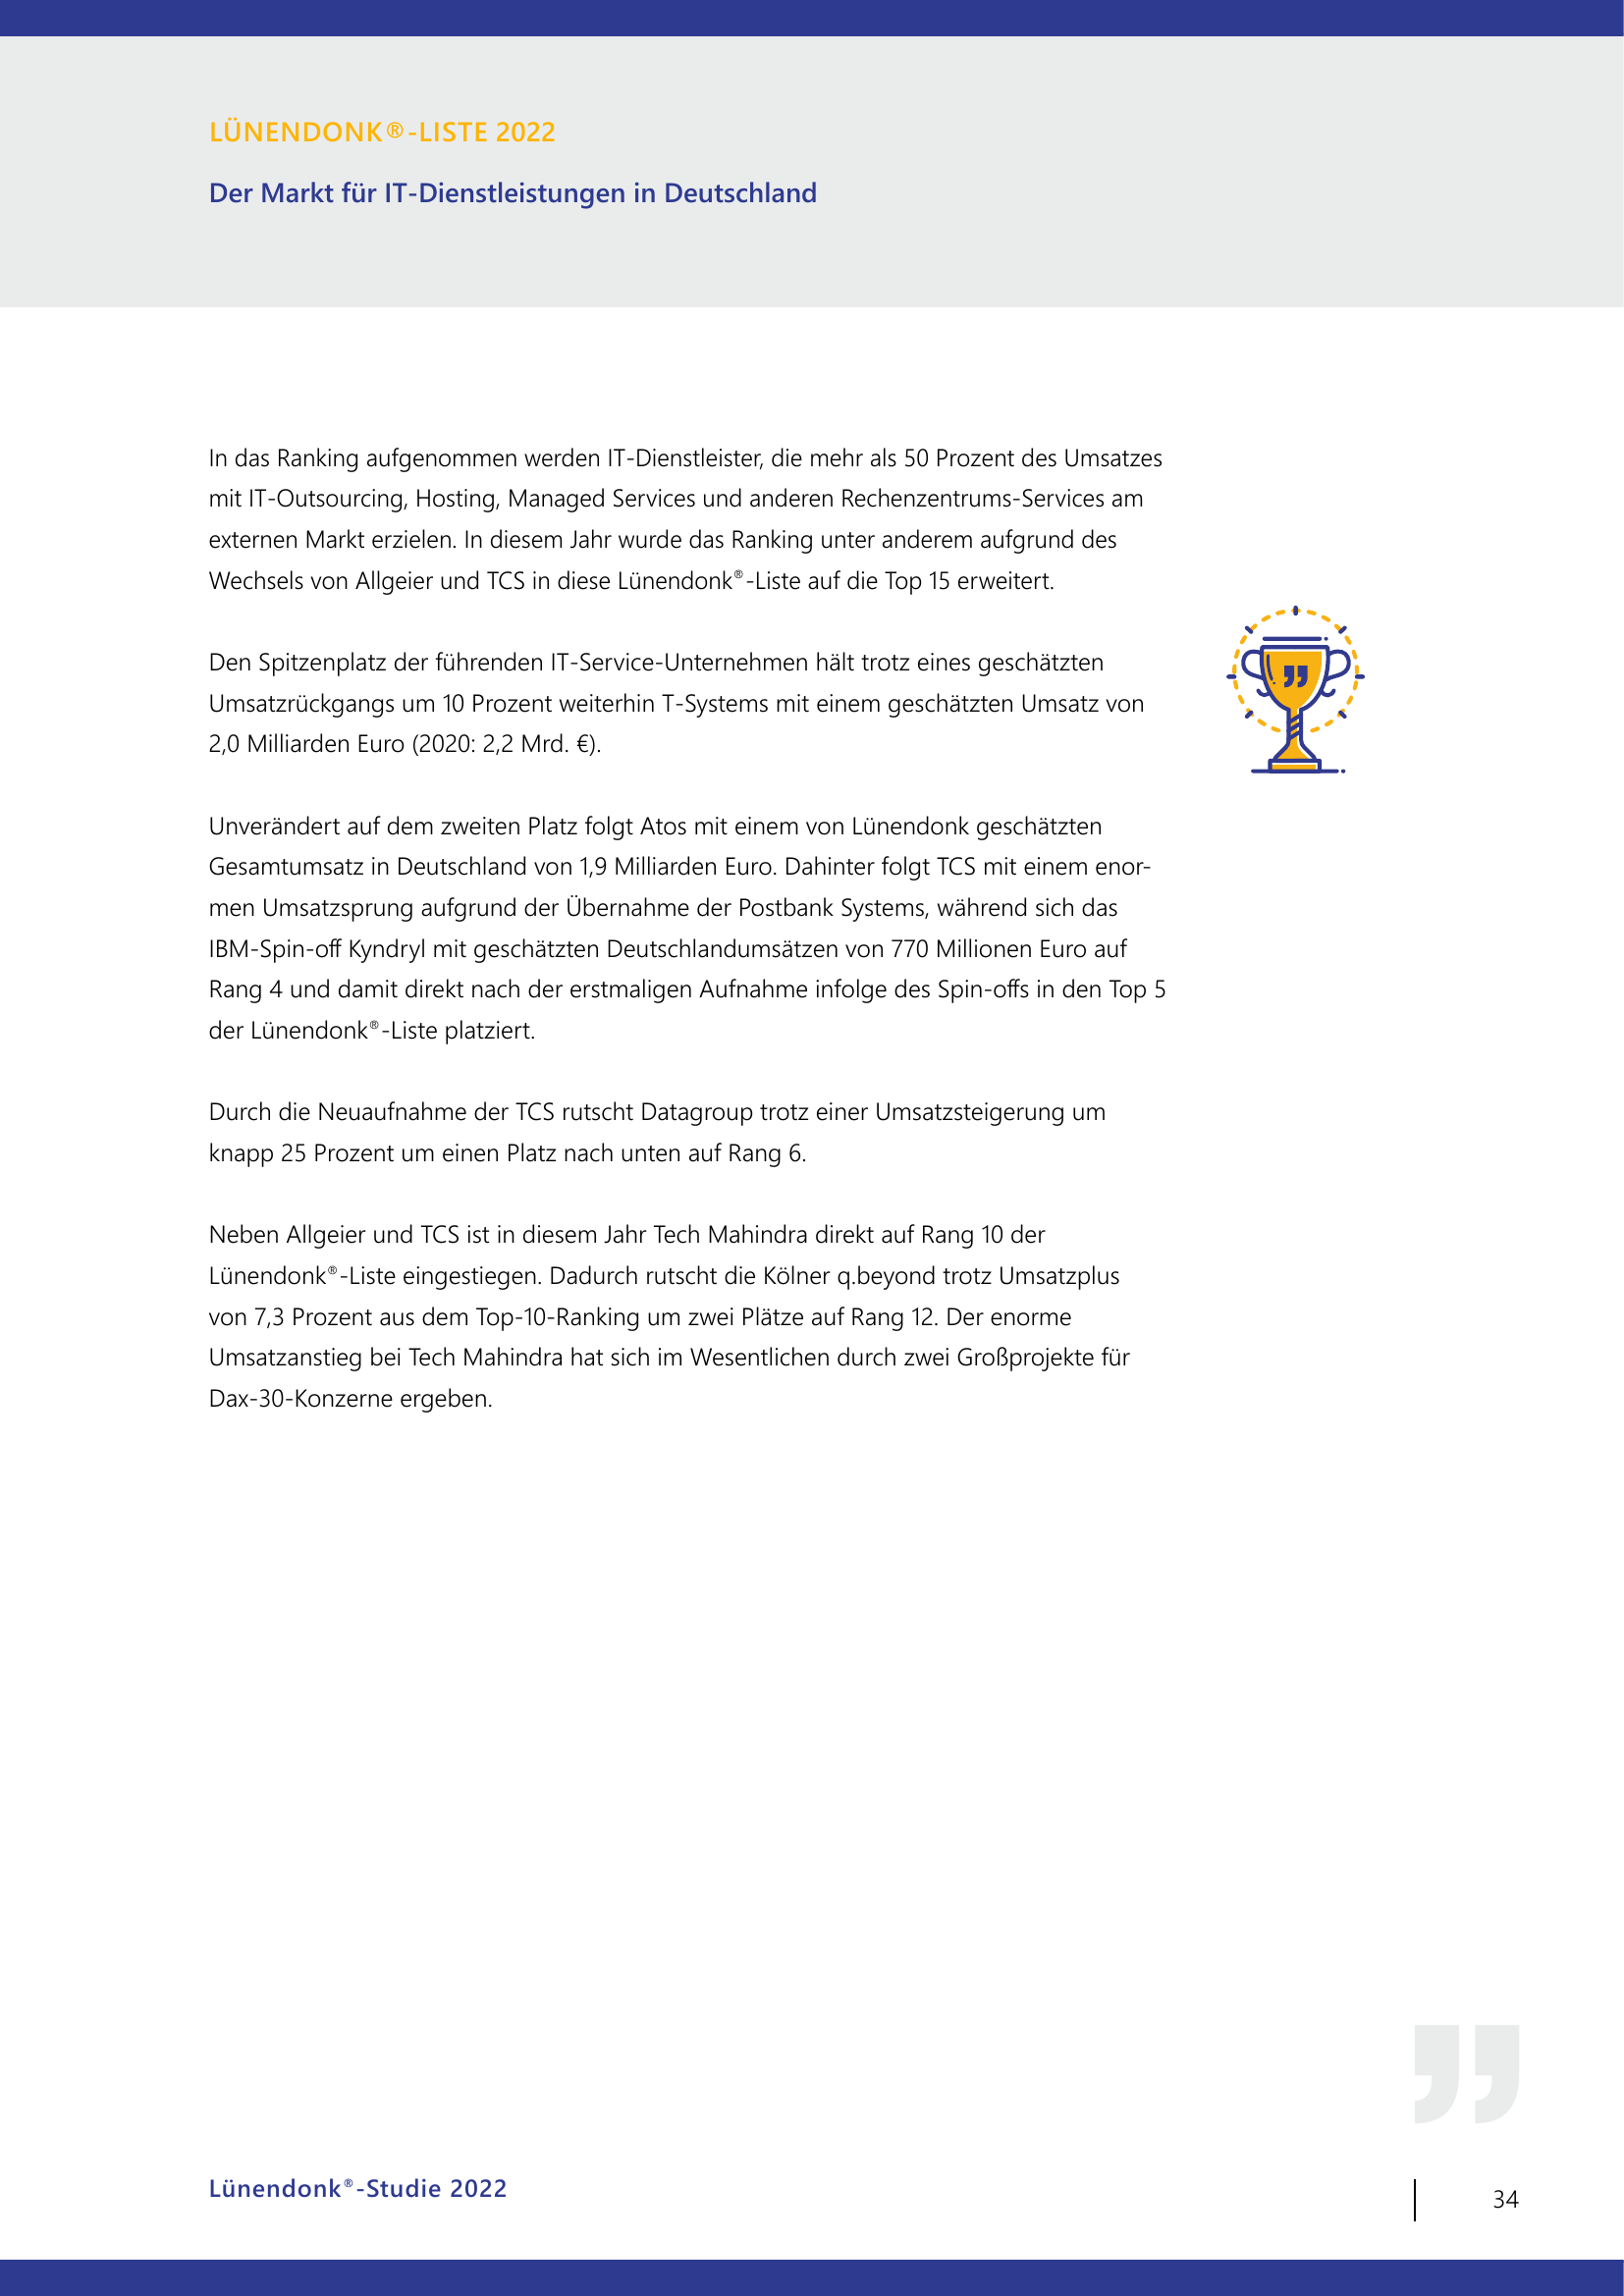 LÜNENDONK®-LISTE 2022
Der Markt für IT-Dienstleistungen in Deutschland
In das Ranking aufgenommen werden IT-Dienstleister, die mehr als 50 Prozent des Umsatzes
mit IT-Outsourcing, Hosting, Managed Services und anderen Rechenzentrums-Services am
externen Markt erzielen. In diesem Jahr wurde das Ranking unter anderem aufgrund des
Wechsels von Allgeier und TCS in diese Lünendonk®-Liste auf die Top 15 erweitert.
Den Spitzenplatz der führenden IT-Service-Unternehmen hält trotz eines geschätzten
Umsatzrückgangs um 10 Prozent weiterhin T-Systems mit einem geschätzten Umsatz von
2,0 Milliarden Euro (2020: 2,2 Mrd. €).
Unverändert auf dem zweiten Platz folgt Atos mit einem von Lünendonk geschätzten
Gesamtumsatz in Deutschland von 1,9 Milliarden Euro. Dahinter folgt TCS mit einem enor-
men Umsatzsprung aufgrund der Übernahme der Postbank Systems, während sich das
IBM-Spin-off Kyndryl mit geschätzten Deutschlandumsätzen von 770 Millionen Euro auf
Rang 4 und damit direkt nach der erstmaligen Aufnahme infolge des Spin-offs in den Top 5
der Lünendonk®-Liste platziert.
Durch die Neuaufnahme der TCS rutscht Datagroup trotz einer Umsatzsteigerung um
knapp 25 Prozent um einen Platz nach unten auf Rang 6.
Neben Allgeier und TCS ist in diesem Jahr Tech Mahindra direkt auf Rang 10 der
Lünendonk®-Liste eingestiegen. Dadurch rutscht die Kölner q.beyond trotz Umsatzplus
von 7,3 Prozent aus dem Top-10-Ranking um zwei Plätze auf Rang 12. Der enorme
Umsatzanstieg bei Tech Mahindra hat sich im Wesentlichen durch zwei Großprojekte für
Dax-30-Konzerne ergeben.
Lünendonk®-Studie 2022
34